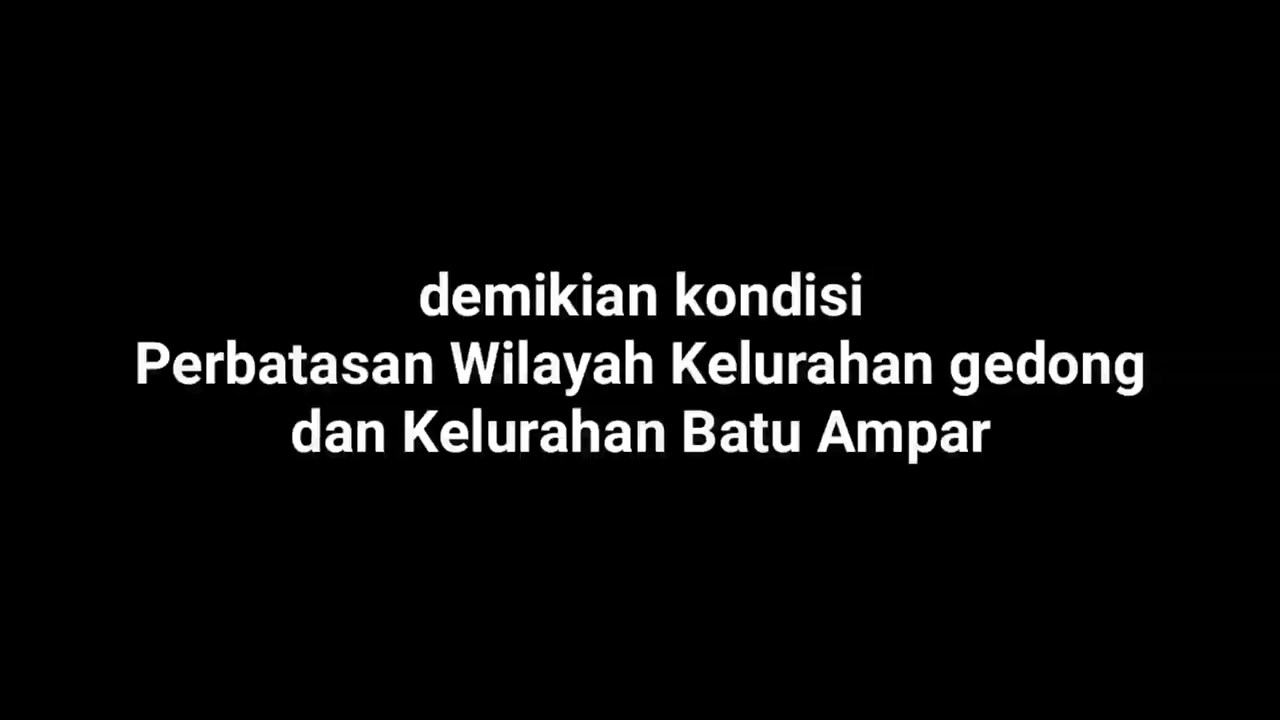 demikian kondisi
Perbatasan Wilayah Kelurahan gedong
dan Kelurahan Batu Ampar